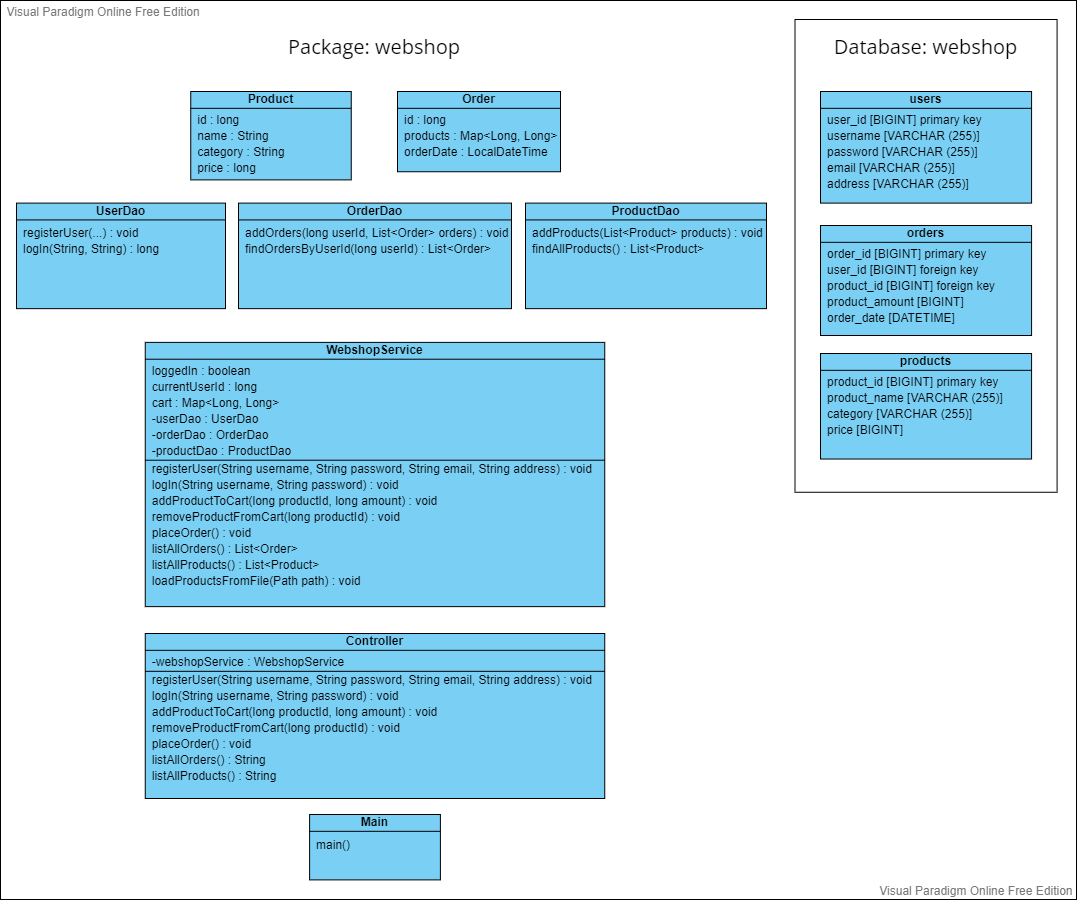 Visual Paradigm Online Free Edition
Package: webshop
Product
id : long
name : String
category : String
price : long
Order
id : long
products : Map<Long, Long>
orderDate : LocalDateTime
UserDao
registerUser(...) : void
logIn(String, String) : long
OrderDao
addOrders(long userId, List<Order> orders) : void
findOrdersByUserId(long userId) : List<Order>
ProductDao
addProducts(List<Product> products) : void
findAllProducts() : List<Product>
WebshopService
loggedIn : boolean
currentUserId : long
cart : Map<Long, Long>
-userDao : UserDao
-orderDao : OrderDao
-productDao : ProductDao
registerUser(String username, String password, String email, String address) : void
logIn(String username, String password) : void
addProductToCart(long productId, long amount) : void
removeProductFromCart(long productId) : void
placeOrder() : void
listAllOrders() : List<Order>
listAllProducts() : List<Product>
loadProductsFromFile(Path path) : void
Controller
-webshopService : WebshopService
registerUser(String username, String password, String email, String address) : void
logIn(String username, String password) : void
addProductToCart(long productId, long amount) : void
removeProductFromCart(long productId) : void
placeOrder() : void
listAllOrders() : String
listAllProducts() : String
Main
main()
Database: webshop
users
user_id [BIGINT] primary key
username [VARCHAR (255)]
password [VARCHAR (255)]
email [VARCHAR (255)]
address [VARCHAR (255)]
orders
order_id [BIGINT] primary key
user_id [BIGINT] foreign key
product_id [BIGINT] foreign key
product_amount [BIGINT]
order_date [DATETIME]
products
product_id [BIGINT] primary key
product_name [VARCHAR (255)]
category [VARCHAR (255)]
price [BIGINT]
Visual Paradigm Online Free Edition